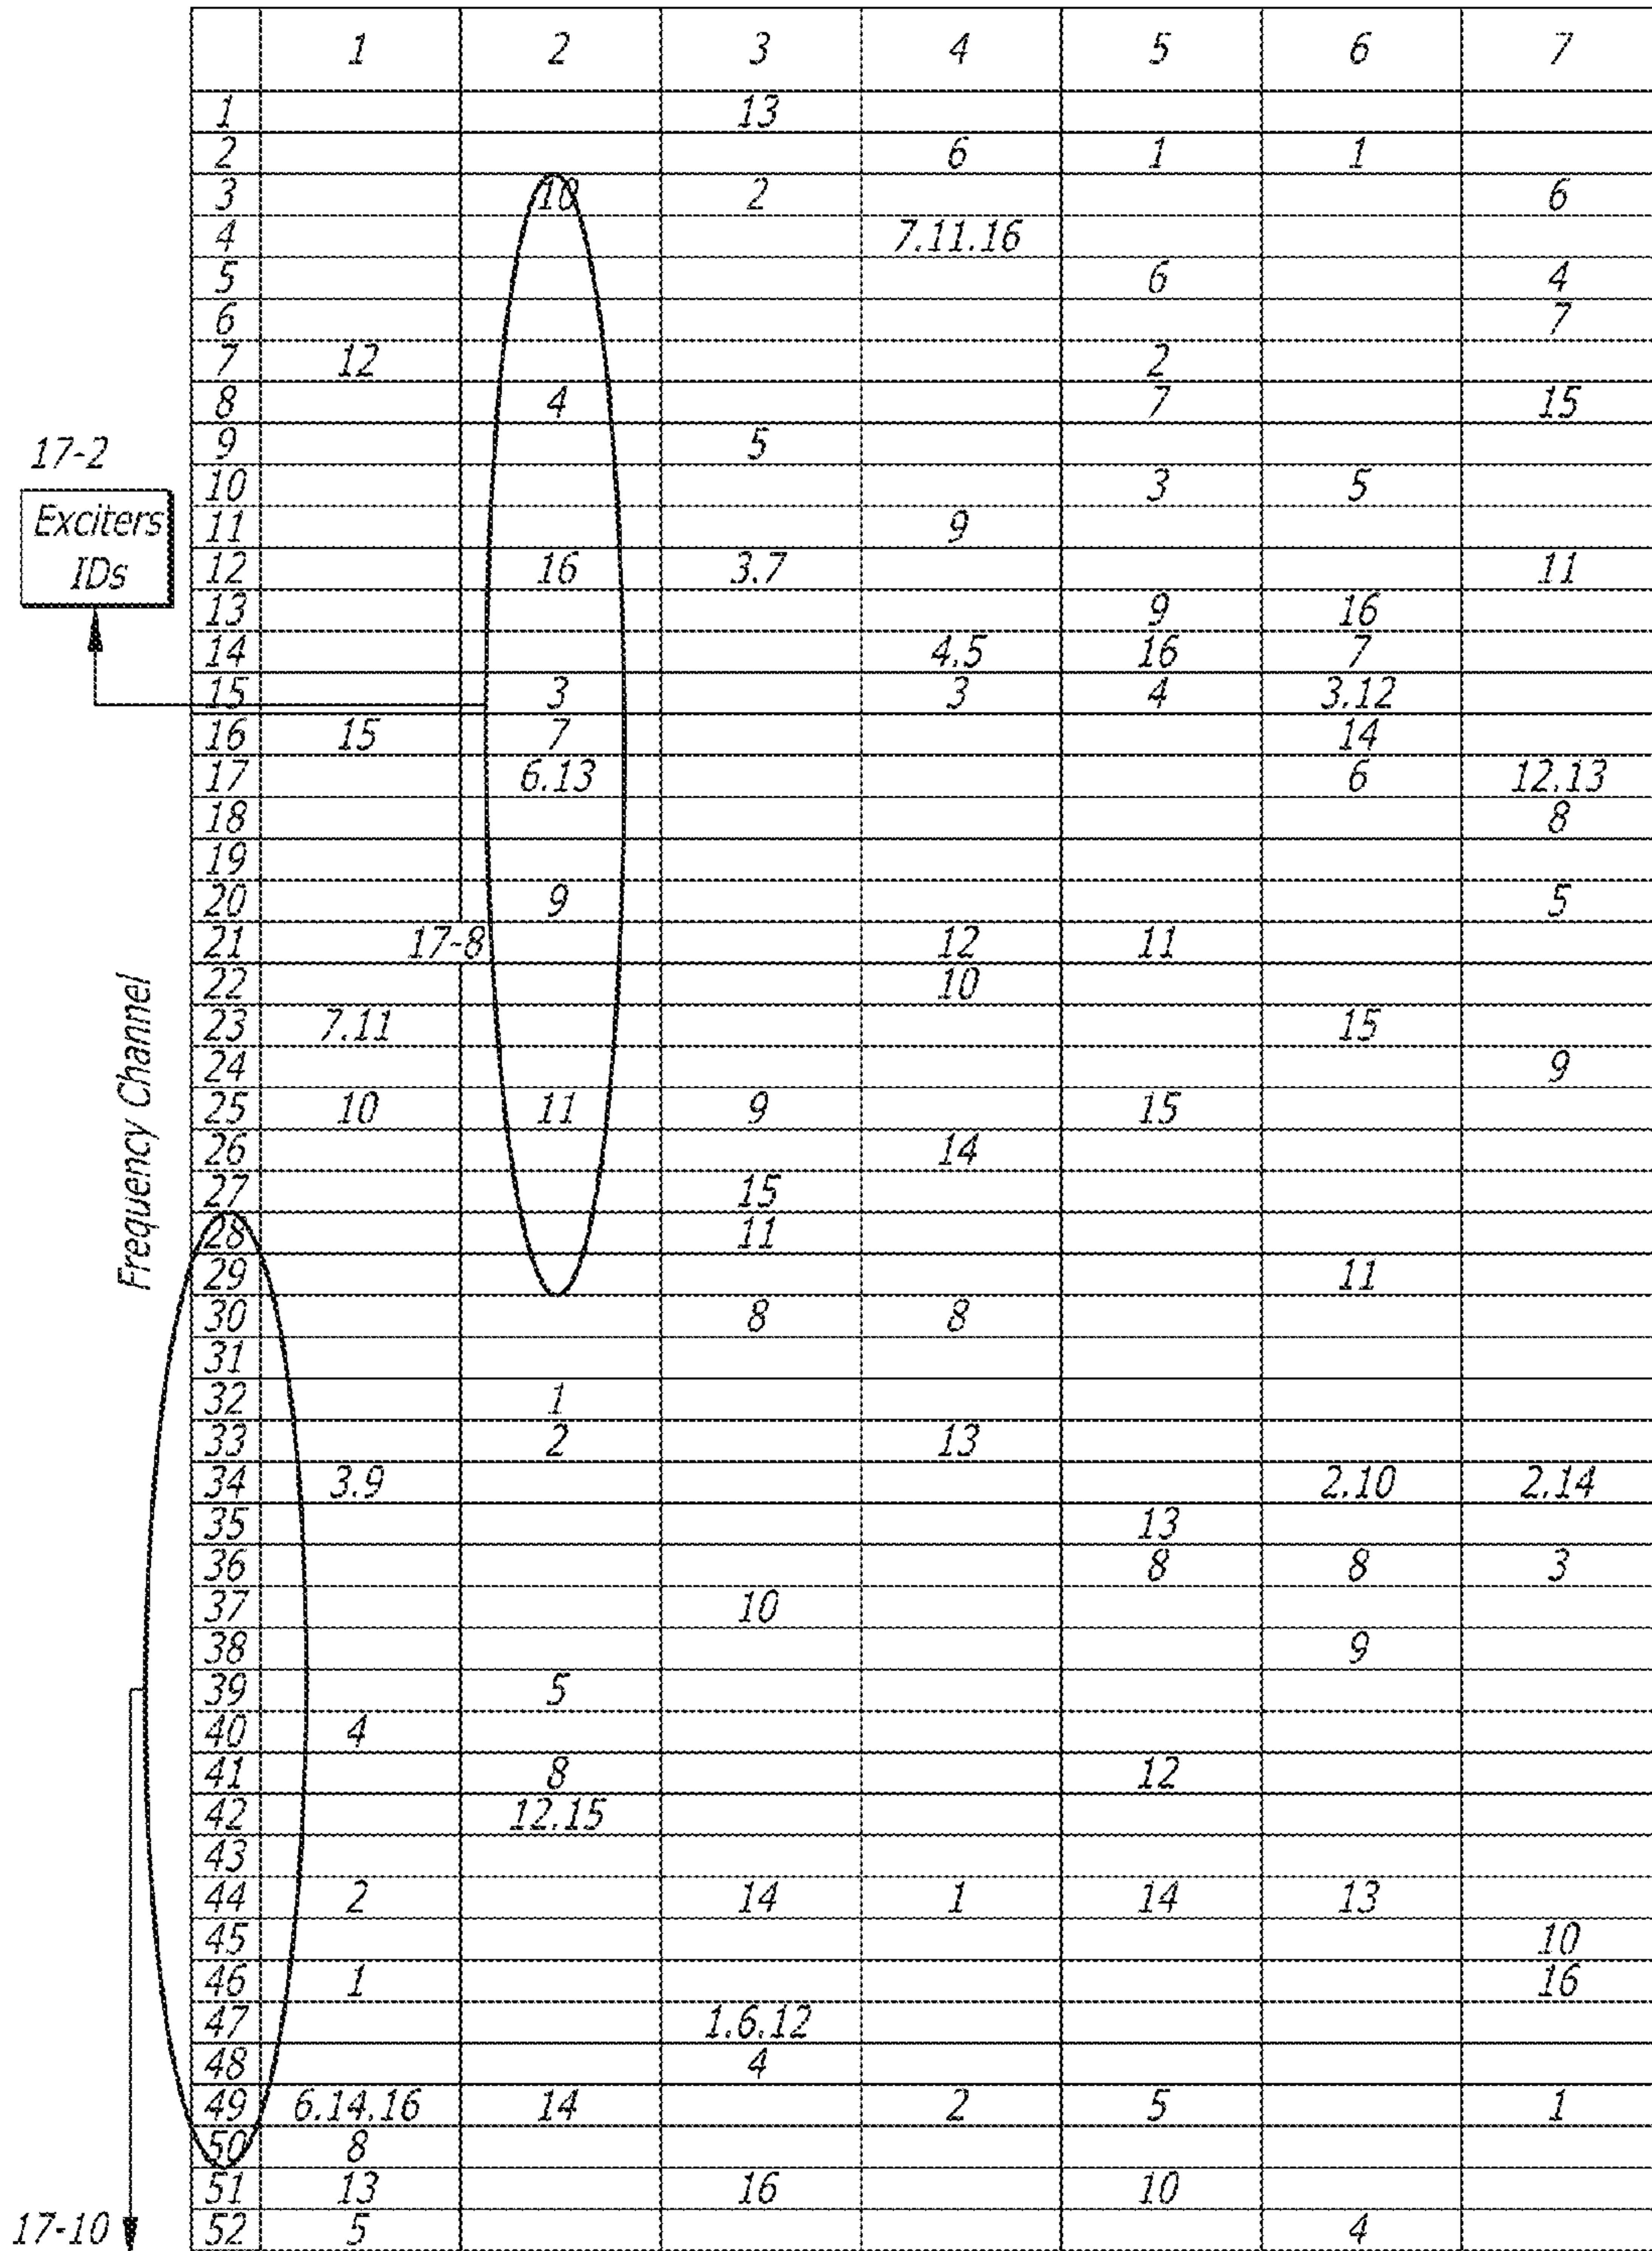 1 2 3 4 5 6 7
1 13
2 6 1 1
3 10 2 6
4 7.11.16
5 6 4
6 7
7 12 2
8 4 7 15
17-2
9 5
10 3 5
Exciters
IDs
11 9
12 16 3.7 11
13 9 16
14 4.5 16 7
15 3 3 4 3.12
16 15 7 14
17 6.13 6 12.13
18 8
19
20 9 5
21 17-8 12 11
22 10
23 7.11 15
24 9
25 10 11 9 15
26 14
Frequency Channel
27 15
28 11
29 11
30 8 8
31
32 1
33 2 13
34 3.9 2.10 2.14
35 13
36 8 8 3
37 10
38 9
39 5
40 4
41 8 12
42 12.15
43
44 2 14 1 14 13
45 10
46 1 16
47 1.6.12
48 4
49 6.14.16 14 2 5 1
50 8
51 13 16 10
52 5 4
17-10